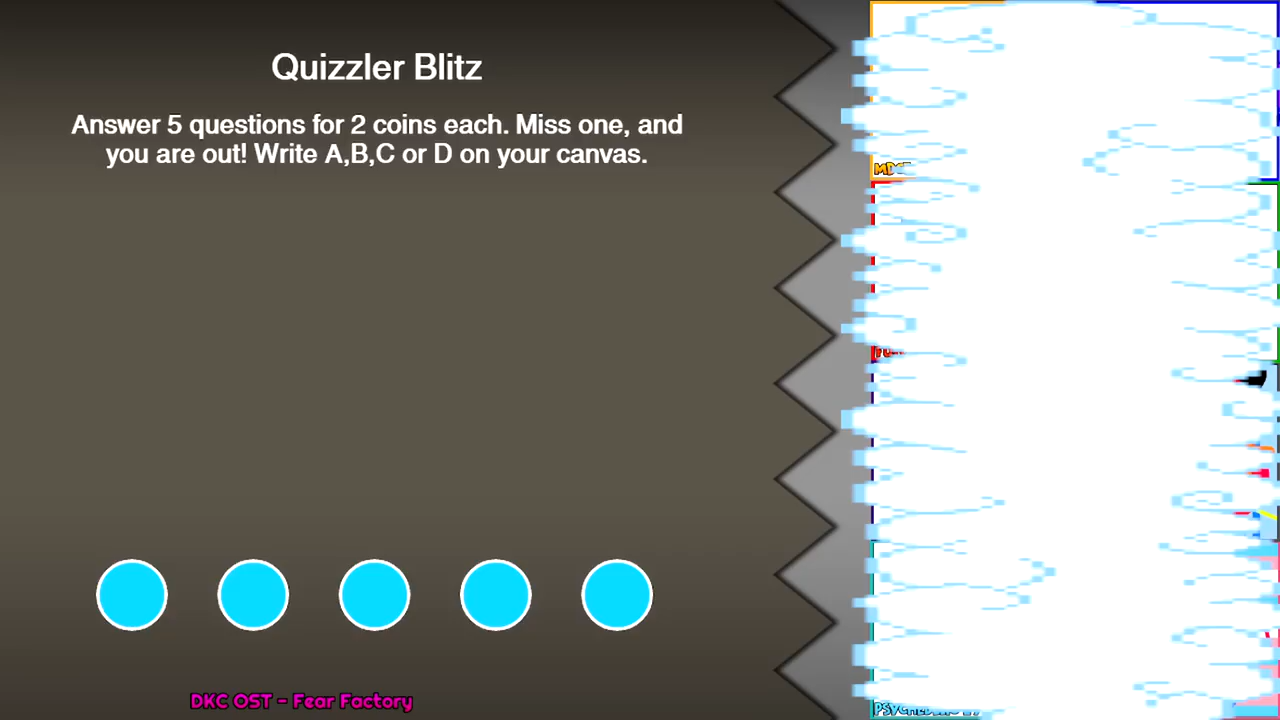 Quizzler Blitz
Answer 5 questions for 2 coins each. Miss one, and
you are out! Write A,B,C or D on your canvas.
DKC OST - Fear Factory